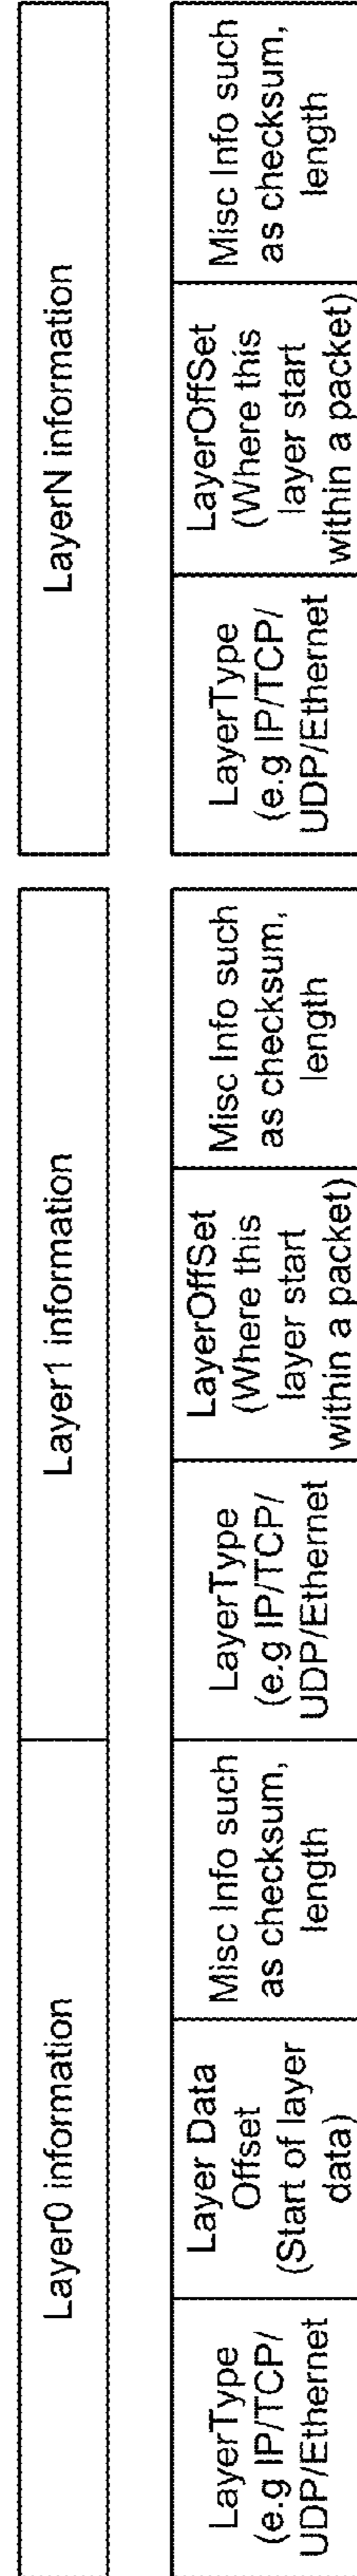 Layer0 information
Layer1 information
LayerN information
LayerType
(e.g IP/TCP/
UDP/Ethernet
Layer Data
Offset
(Start of layer
data)
Misc Info such
as checksum,
length
LayerType
(e.g IP/TCP/
UDP/Ethernet
LayerOffSet
(Where this
layer start
within a packet)
Misc Info such
as checksum,
length
LayerType
(e.g IP/TCP/
UDP/Ethernet
LayerOffSet
(Where this
layer start
within a packet)
Misc Info such
as checksum,
length